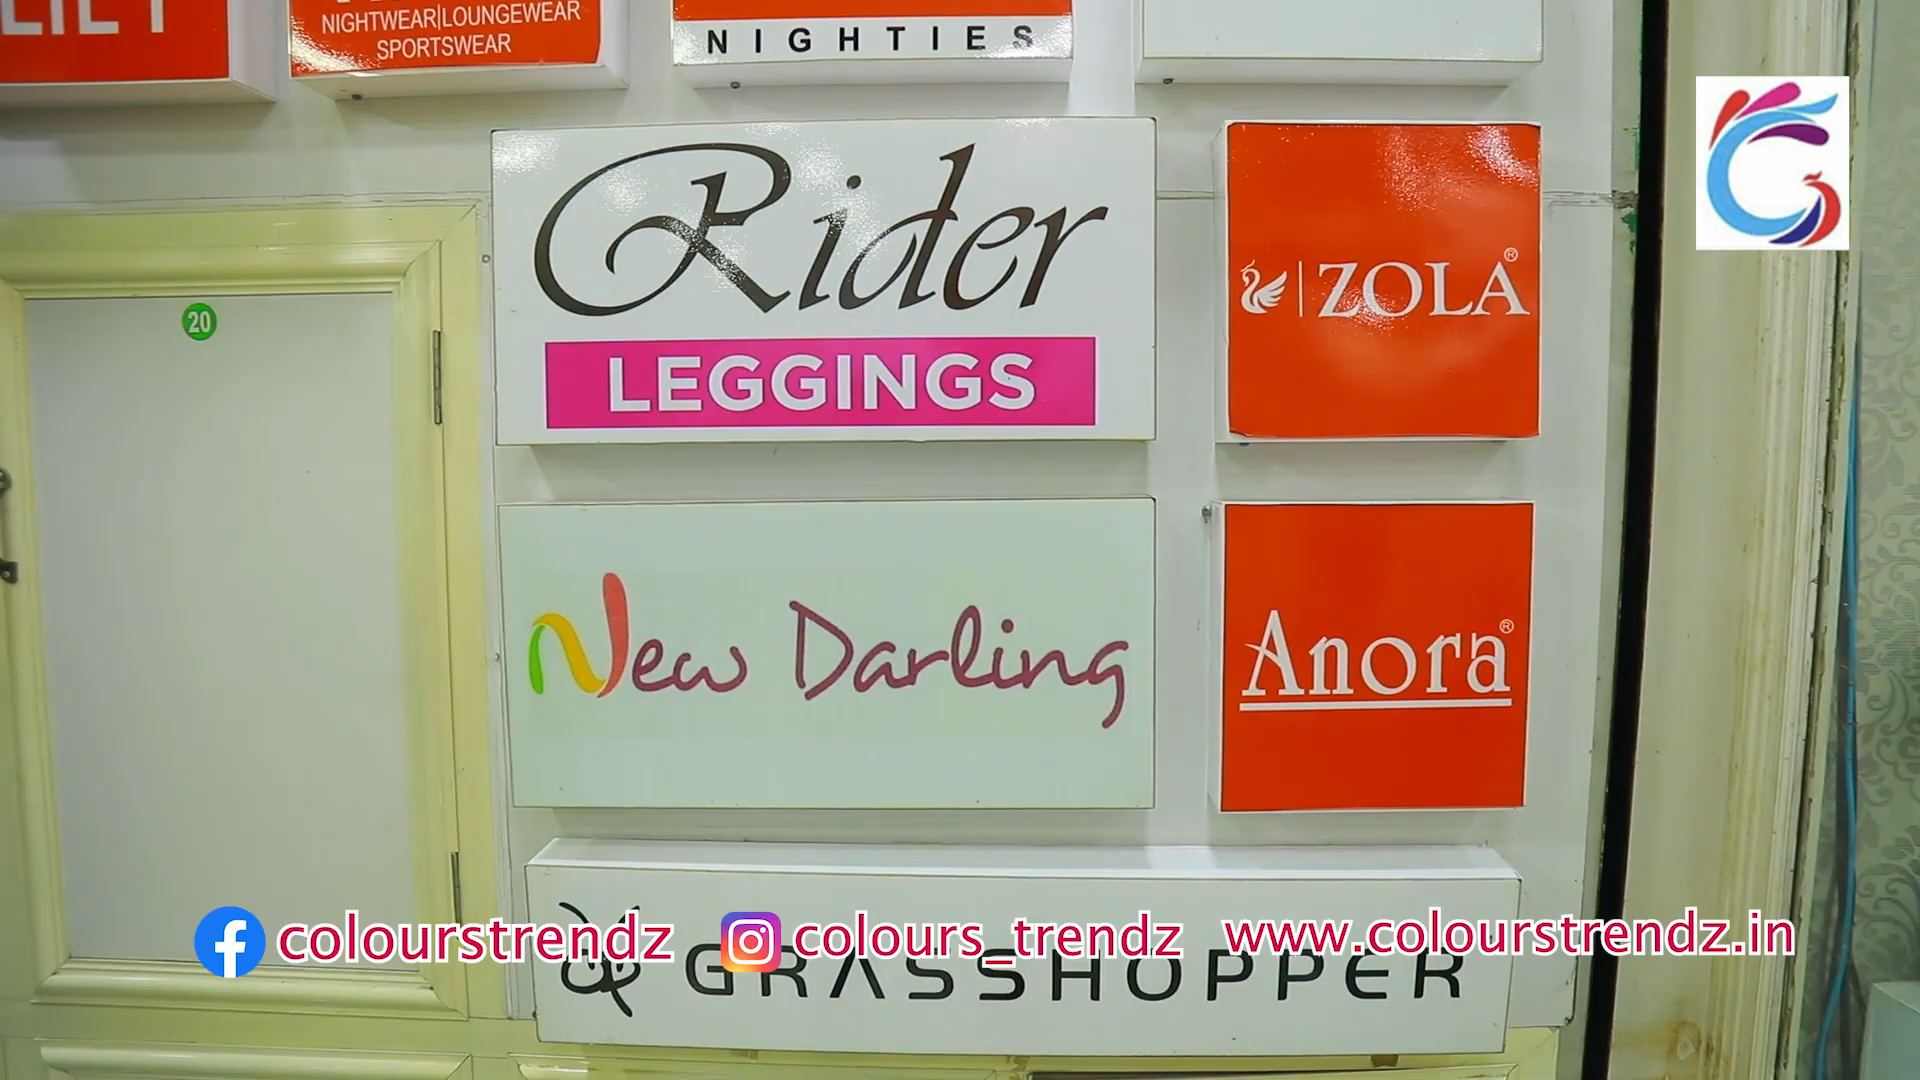 NIGHTWEAR|LOUNGEWEAR
SPORTSWEAR
NIGHTIES
Rider
LEGGINGS
ZOLA®
20
New Darling
Anora®
GRASSHOPPER
colourstrendz
colours_trendz
www.colourstrendz.in